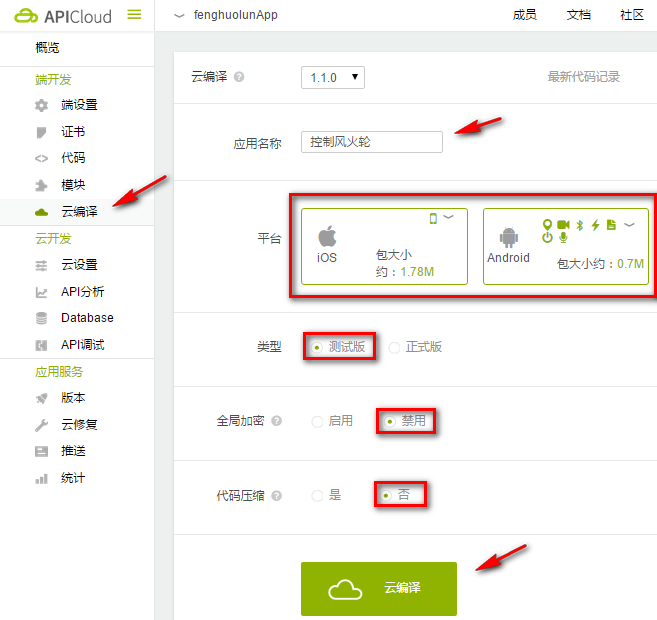 APICloud
fenghuolunApp
成员 文档 社区
概览
端开发
端设置
证书
代码
模块
云编译
云开发
云设置
API分析
Database
API调试
应用服务
版本
云修复
推送
统计
云编译 ?
1.1.0
最新代码记录
应用名称
控制风火轮
平台
iOS
包大小
约：1.78M
Android
包大小约：0.7M
类型
测试版 正式版
全局加密 ?
启用 禁用
代码压缩 ?
是 否
云编译